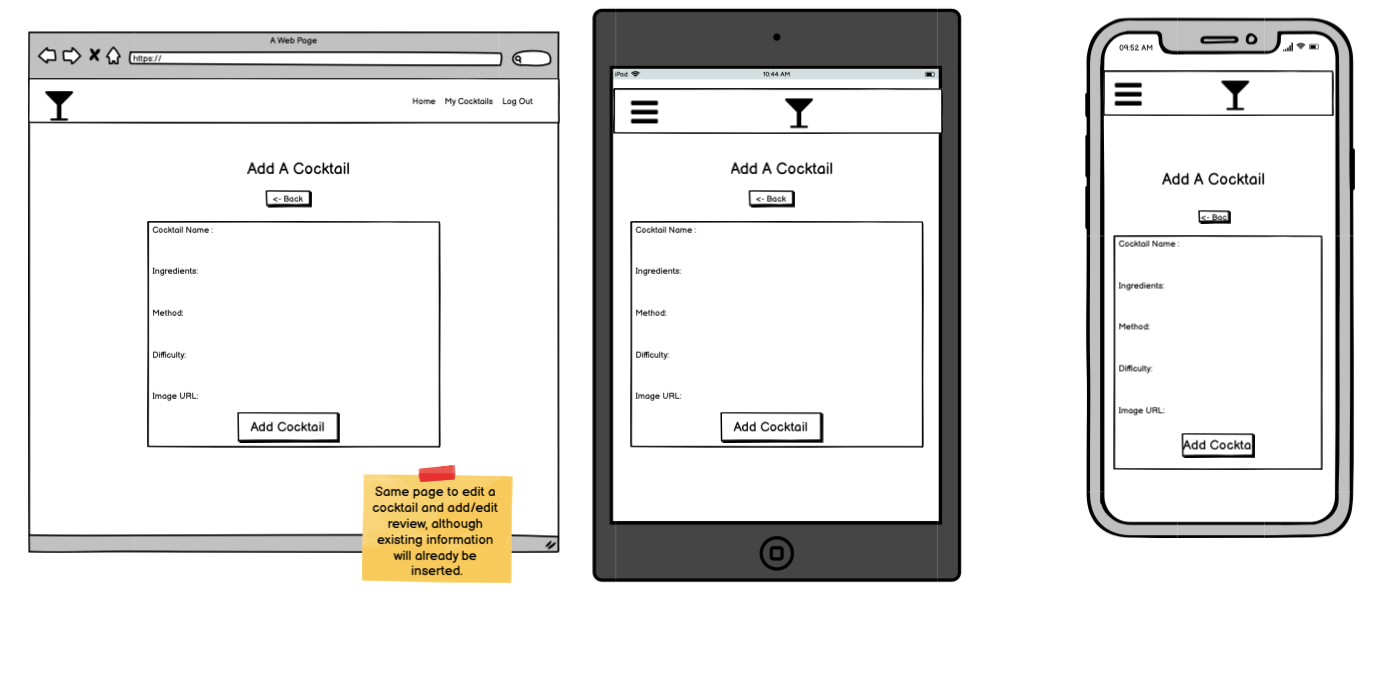 A Web Page
https://
Home My Cocktails Log Out
Add A Cocktail
<- Back
Cocktail Name :
Ingredients:
Method:
Difficulty:
Image URL:
Add Cocktail
Same page to edit a
cocktail and add/edit
review, although
existing information
will already be
inserted.
iPad 10:44 AM
Add A Cocktail
<- Back
Cocktail Name :
Ingredients:
Method:
Difficulty:
Image URL:
Add Cocktail
09:52 AM
Add A Cocktail
<- Bac
Cocktail Name :
Ingredients:
Method:
Difficulty:
Image URL:
Add Cockta